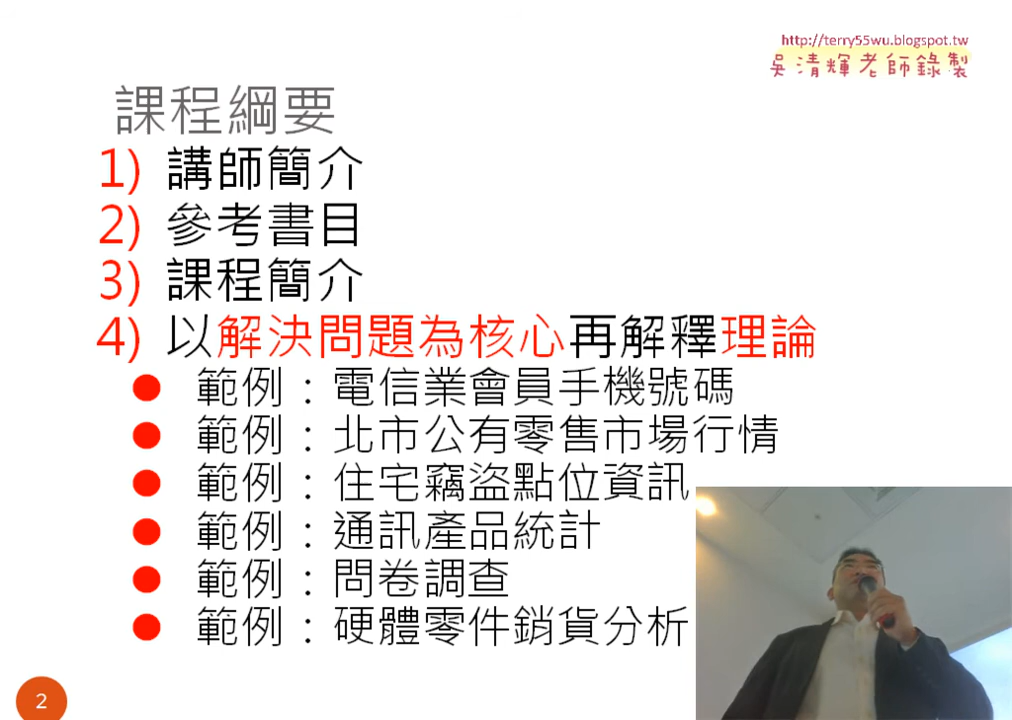 http://terry55wu.blogspot.tw
吳清輝老師錄製
課程綱要
1) 講師簡介
2) 參考書目
3) 課程簡介
4) 以解決問題為核心再解釋理論
● 範例：電信業會員手機號碼
● 範例：北市公有零售市場行情
● 範例：住宅竊盜點位資訊
● 範例：通訊產品統計
● 範例：問卷調查
● 範例：硬體零件銷貨分析
2